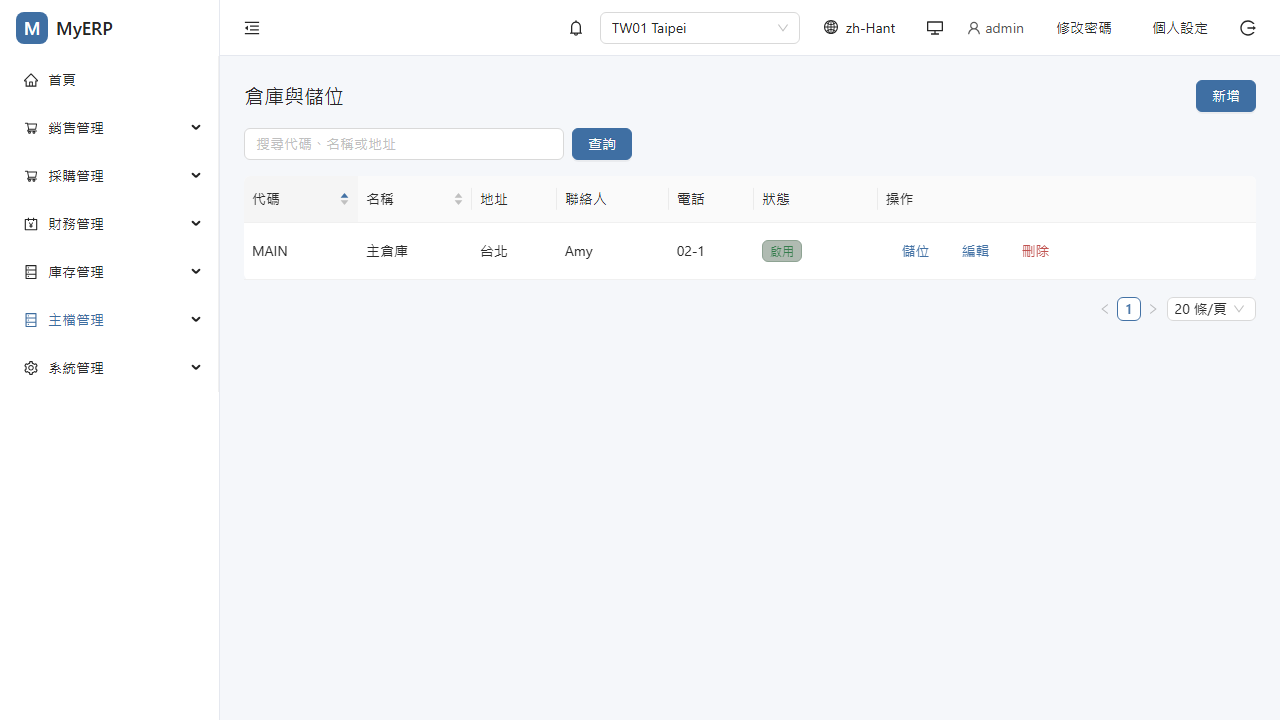 M MyERP
TW01 Taipei
zh-Hant
admin
修改密碼
個人設定
首頁
銷售管理
採購管理
財務管理
庫存管理
主檔管理
系統管理
倉庫與儲位
新增
搜尋代碼、名稱或地址
查詢
代碼 名稱 地址 聯絡人 電話 狀態 操作
MAIN 主倉庫 台北 Amy 02-1 啟用 儲位 編輯 刪除
1 20 條/頁